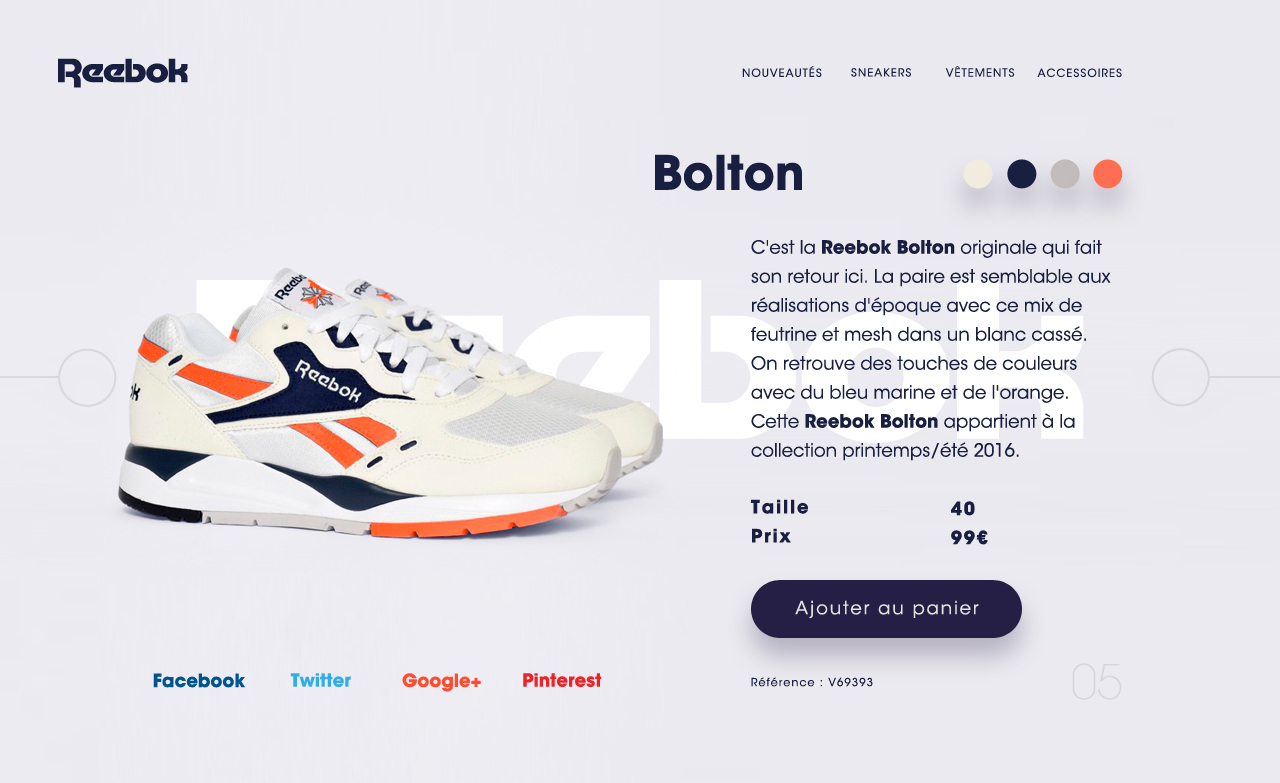 Reebok
NOUVEAUTÉS SNEAKERS VÊTEMENTS ACCESSOIRES
Bolton
C'est la Reebok Bolton originale qui fait
son retour ici. La paire est semblable aux
réalisations d'époque avec ce mix de
feutrine et mesh dans un blanc cassé.
On retrouve des touches de couleurs
avec du bleu marine et de l'orange.
Cette Reebok Bolton appartient à la
collection printemps/été 2016.
Reebok
Reebok
Reebok
Taille 40
Prix 99€
Ajouter au panier
Facebook Twitter Google+ Pinterest
Référence : V69393
05